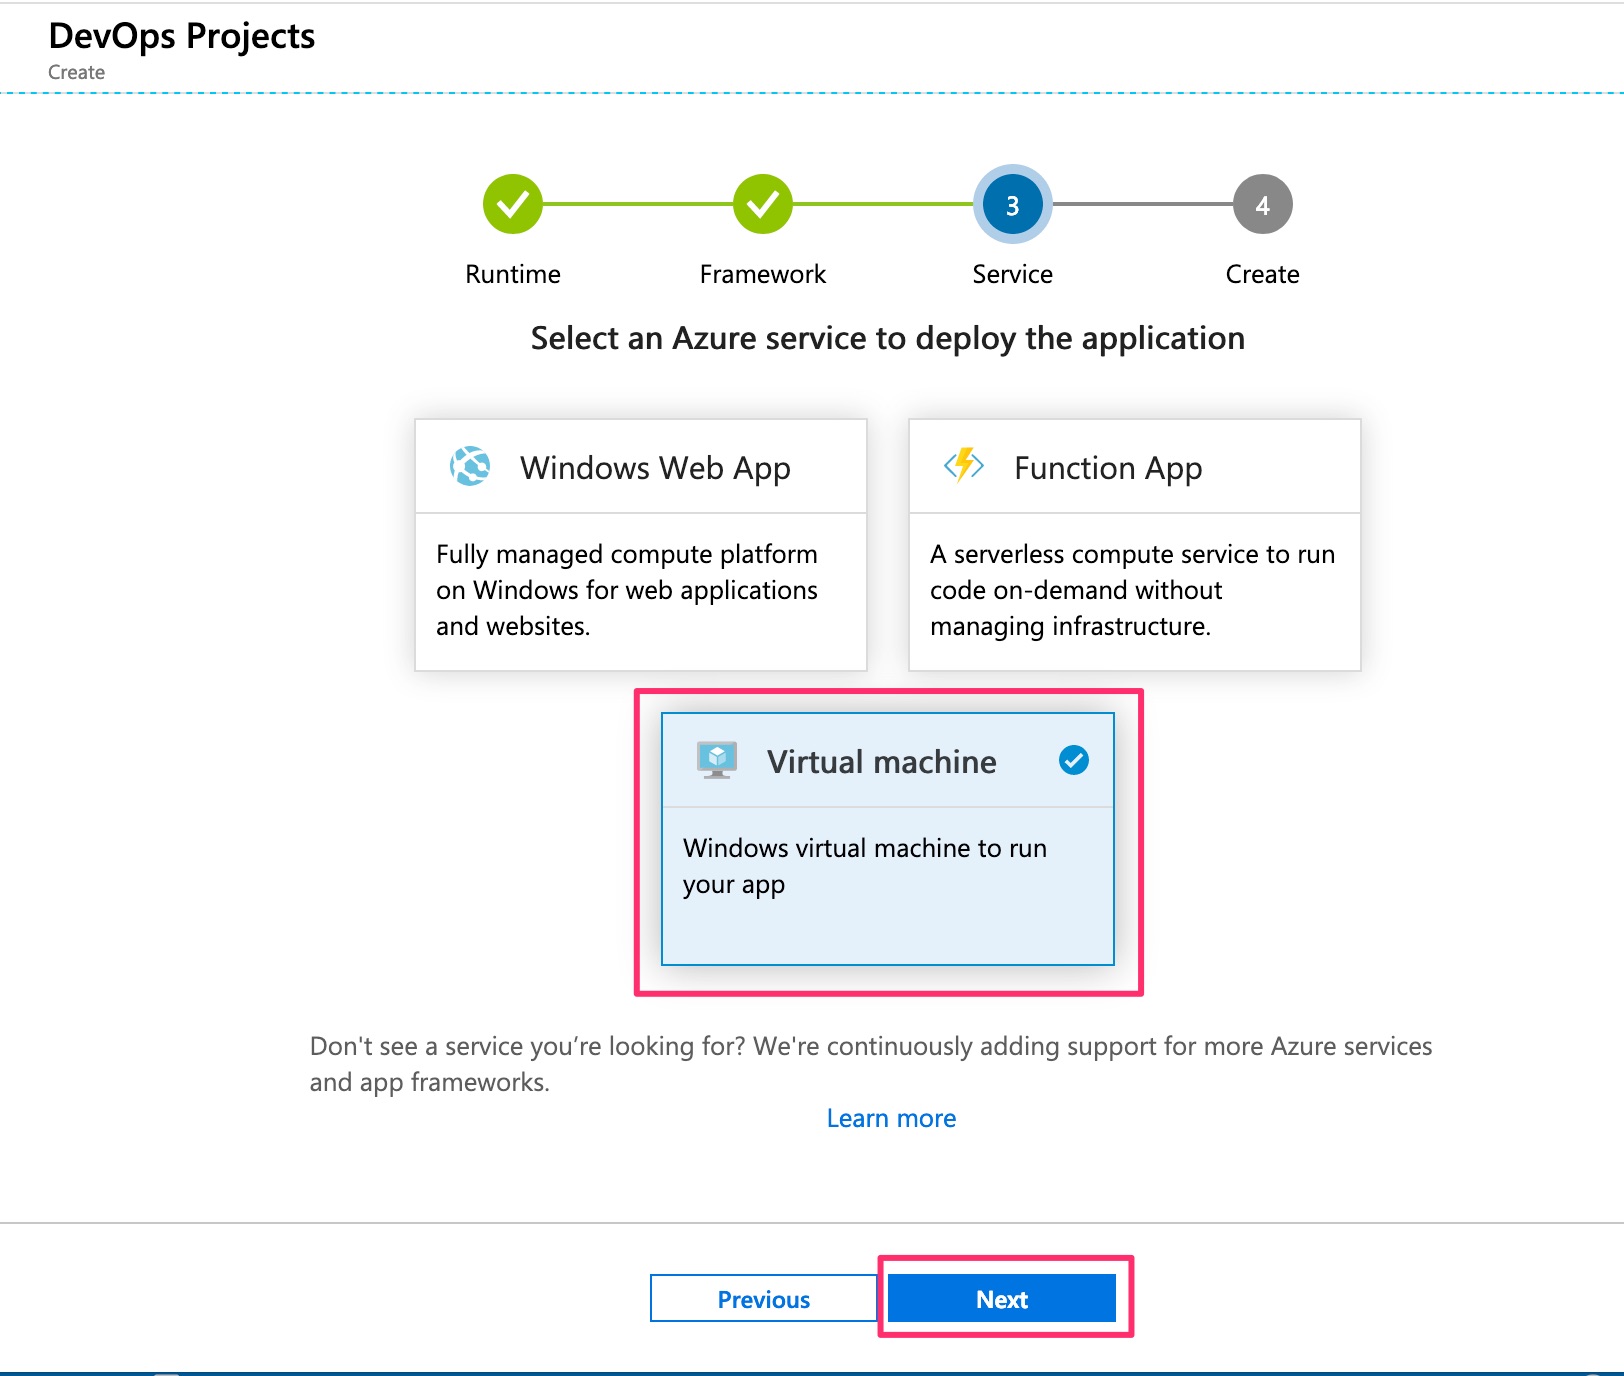 DevOps Projects
Create
3
4
Runtime
Framework
Service
Create
Select an Azure service to deploy the application
Windows Web App
Fully managed compute platform
on Windows for web applications
and websites.
Function App
A serverless compute service to run
code on-demand without
managing infrastructure.
Virtual machine
Windows virtual machine to run
your app
Don't see a service you’re looking for? We're continuously adding support for more Azure services
and app frameworks.
Learn more
Previous
Next